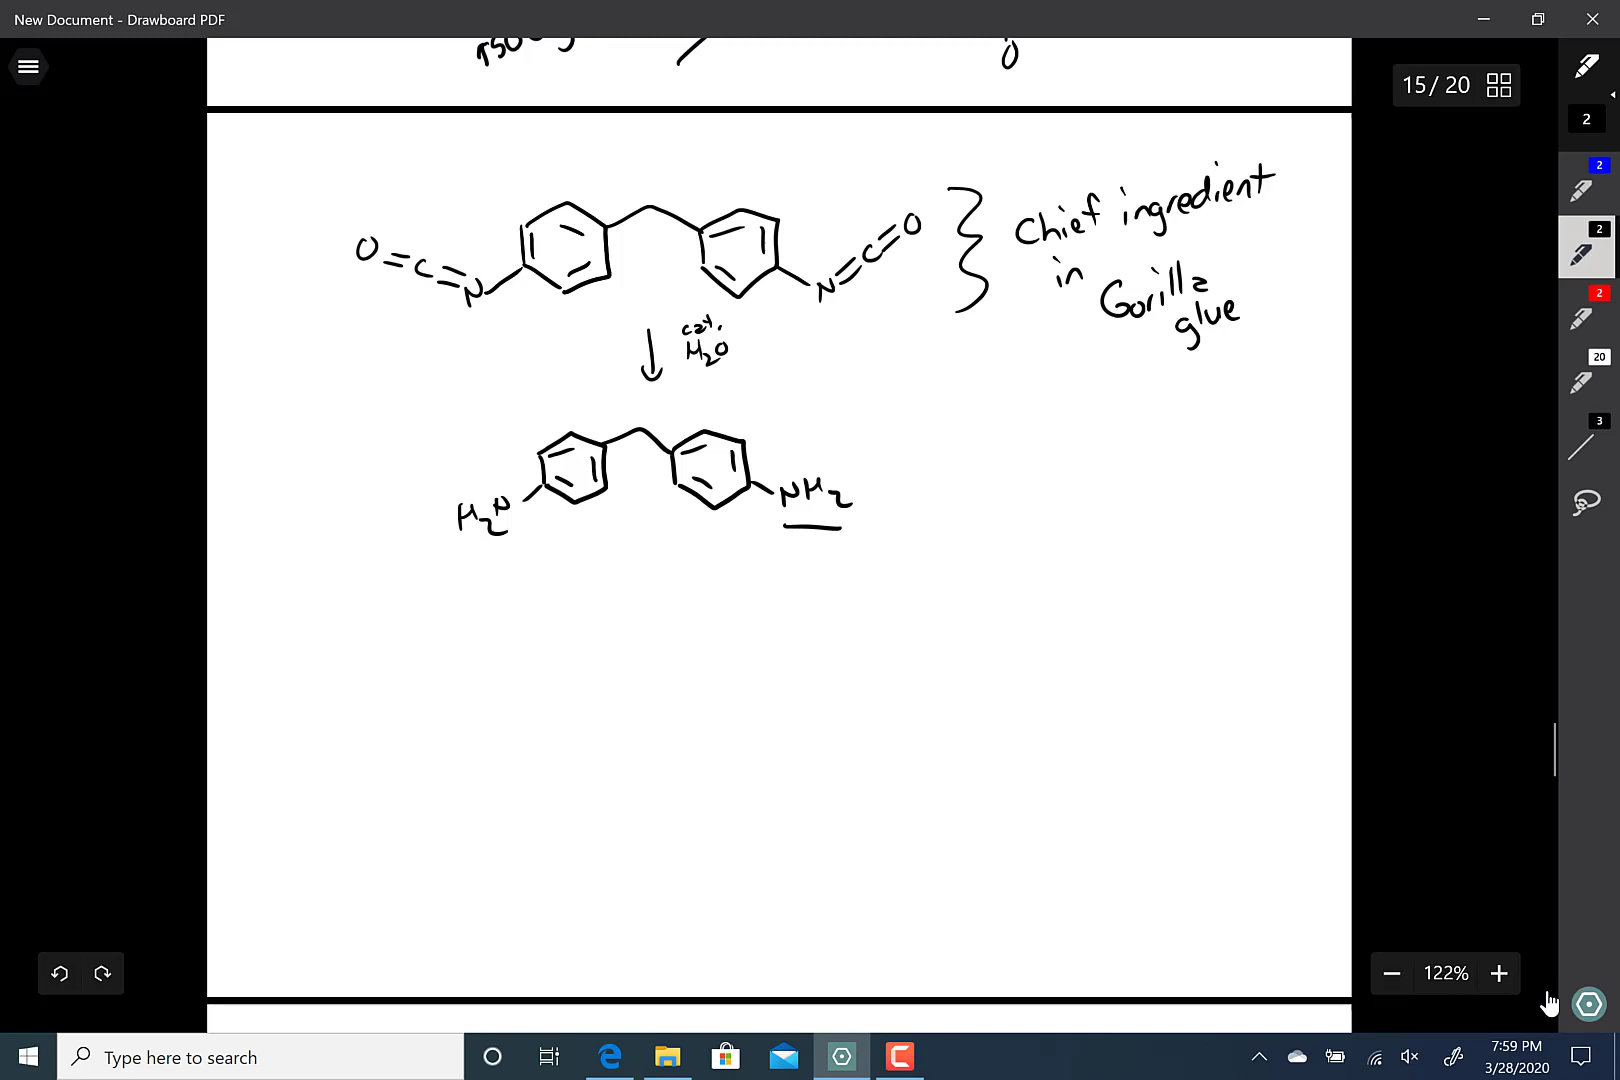 New Document - Drawboard PDF
15 / 20
2
2
2
2
20
3
O=C=N
N=C=O
Chief ingredient
in
Gorilla
glue
cat.
H2O
H2N
NH2
122%
Type here to search
7:59 PM
3/28/2020